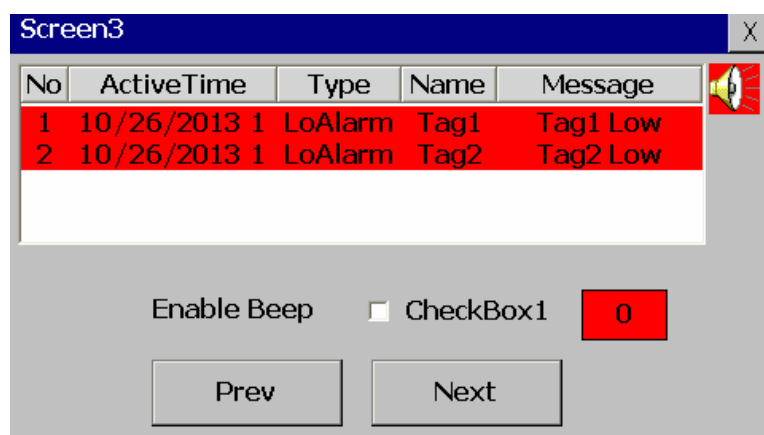 Screen3
X
No ActiveTime Type Name Message
1 10/26/2013 1 LoAlarm Tag1 Tag1 Low
2 10/26/2013 1 LoAlarm Tag2 Tag2 Low
Enable Beep CheckBox1 0
Prev Next